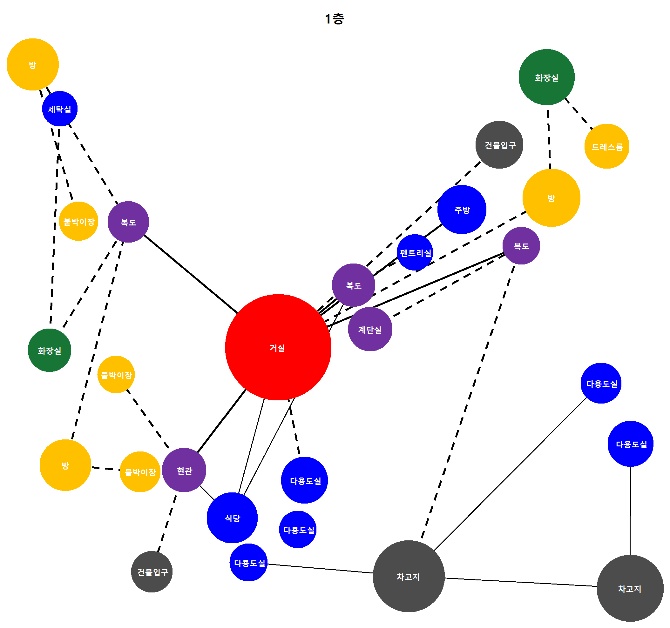 1층
방
화장실
세탁실
건물입구
드레스룸
방
주방
붙박이장
복도
복도
팬트리실
복도
계단실
거실
화장실
붙박이장
다용도실
다용도실
방
붙박이장
현관
다용도실
식당
다용도실
다용도실
건물입구
차고지
차고지